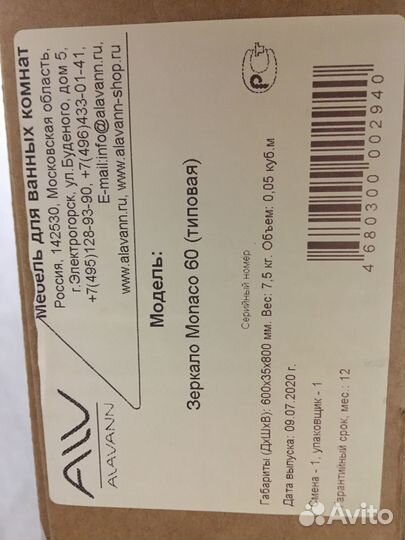 Мебель для ванных комнат
Россия, 142530, Московская область,
г.Электрогорск, ул.Буденого, дом 5,
+7(495)128-93-90, +7(496)433-01-41,
E-mail:info@alavann.ru,
www.alavann.ru, www.alavann-shop.ru
ALAVANN
РСТ
Модель:
Зеркало Monaco 60 (типовая)
Серийный номер
Габариты (ДхШхВ): 600х35х800 мм. Вес: 7,5 кг. Объем: 0,05 куб.м
Дата выпуска: 09.07.2020 г.
Смена - 1, упаковщик - 1
Гарантийный срок, мес.: 12
4680300002940
Avito